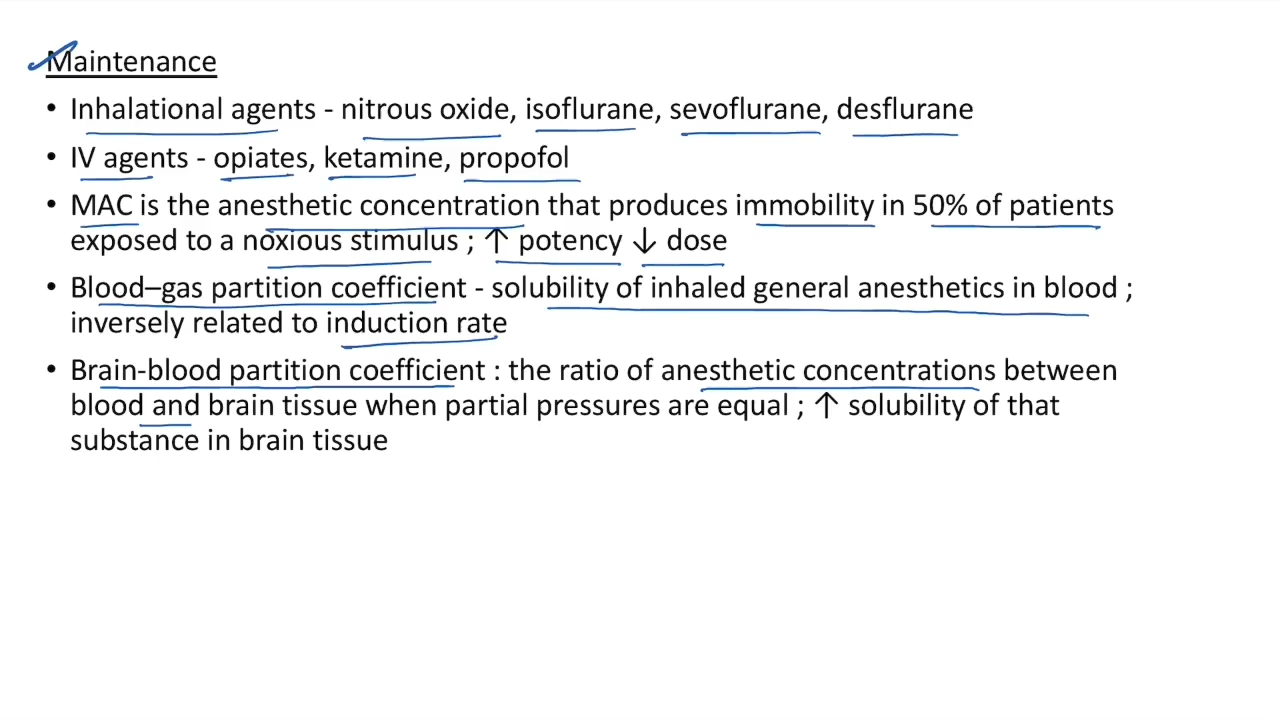 Maintenance
• Inhalational agents - nitrous oxide, isoflurane, sevoflurane, desflurane
• IV agents - opiates, ketamine, propofol
• MAC is the anesthetic concentration that produces immobility in 50% of patients
exposed to a noxious stimulus ; ↑ potency ↓ dose
• Blood–gas partition coefficient - solubility of inhaled general anesthetics in blood ;
inversely related to induction rate
• Brain-blood partition coefficient : the ratio of anesthetic concentrations between
blood and brain tissue when partial pressures are equal ; ↑ solubility of that
substance in brain tissue